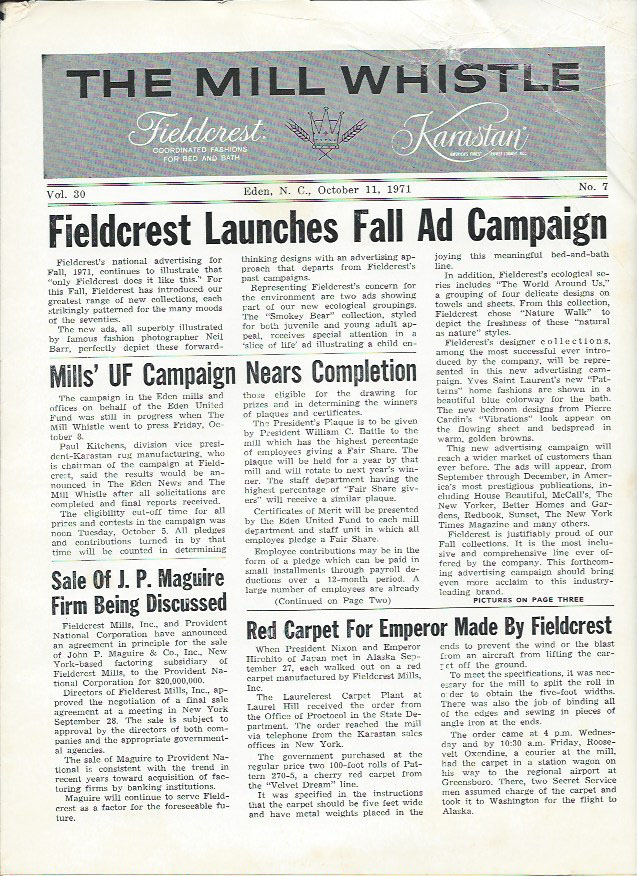 THE MILL WHISTLE
Fieldcrest.
COORDINATED FASHIONS
FOR BED AND BATH
Karastan
Vol. 30
Eden, N. C., October 11, 1971
No. 7
Fieldcrest Launches Fall Ad Campaign
Fieldcrest's national advertising for
Fall, 1971, continues to illustrate that
"only Fieldcrest does it like this." For
this Fall, Fieldcrest has introduced our
greatest range of new collections, each
strikingly patterned for the many moods
of the seventies.
The new ads, all superbly illustrated
by famous fashion photographer Neil
Barr, perfectly depict these forward-
thinking designs with an advertising ap-
proach that departs from Fieldcrest's
past campaigns.
Representing Fieldcrest's concern for
the environment are two ads showing
part of our new ecological groupings.
The "Smokey Bear" collection, styled
for both juvenile and young adult ap-
peal, receives special attention in a
'slice of life' ad illustrating a child en-
joying this meaningful bed-and-bath
line.
In addition, Fieldcrest's ecological se-
ries includes "The World Around Us,"
a grouping of four delicate designs on
towels and sheets. From this collection,
Fieldcrest chose "Nature Walk" to
depict the freshness of these "natural
as nature" styles.
Fieldcrest's designer collections,
among the most successful ever intro-
duced by the company, will be repre-
sented in this new advertising cam-
paign. Yves Saint Laurent's new "Pat-
terns" home fashions are shown in a
beautiful blue colorway for the bath.
The new bedroom designs from Pierre
Cardin's "Vibrations" look appear on
the flowing sheet and bedspread in
warm, golden browns.
This new advertising campaign will
reach a wider market of customers than
ever before. The ads will appear, from
September through December, in Amer-
ica's most prestigious publications, in-
cluding House Beautiful, McCall's, The
New Yorker, Better Homes and Gar-
dens, Redbook, Sunset, The New York
Times Magazine and many others.
Fieldcrest is justifiably proud of our
Fall collections. It is the most inclu-
sive and comprehensive line ever of-
fered by the company. This forthcom-
ing advertising campaign should bring
even more acclaim to this industry-
leading brand.
PICTURES ON PAGE THREE
Mills' UF Campaign Nears Completion
The campaign in the Eden mills and
offices on behalf of the Eden United
Fund was still in progress when The
Mill Whistle went to press Friday, Oc-
tober 8.
Paul Kitchens, division vice presi-
dent-Karastan rug manufacturing, who
is chairman of the campaign at Field-
crest, said the results would be an-
nounced in The Eden News and The
Mill Whistle after all solicitations are
completed and final reports received.
The eligibility cut-off time for all
prizes and contests in the campaign was
noon Tuesday, October 5. All pledges
and contributions turned in by that
time will be counted in determining
those eligible for the drawing for
prizes and in determining the winners
of plaques and certificates.
The President's Plaque is to be given
by President William C. Battle to the
mill which has the highest percentage
of employees giving a Fair Share. The
plaque will be held for a year by that
mill and will rotate to next year's win-
ner. The staff department having the
highest percentage of "Fair Share giv-
ers" will receive a similar plaque.
Certificates of Merit will be presented
by the Eden United Fund to each mill
department and staff unit in which all
employes pledge a Fair Share.
Employee contributions may be in the
form of a pledge which can be paid in
small installments through payroll de-
ductions over a 12-month period. A
large number of employees are already
(Continued on Page Two)
Sale Of J. P. Maguire
Firm Being Discussed
Fieldcrest Mills, Inc., and Provident
National Corporation have announced
an agreement in principle for the sale
of John P. Maguire & Co., Inc., New
York-based factoring subsidiary of
Fieldcrest Mills, to the Provident Na-
tional Corporation for $20,000,000.
Directors of Fieldcrest Mills, Inc., ap-
proved the negotiation of a final sale
agreement at a meeting in New York
September 28. The sale is subject to
approval by the directors of both com-
panies and the appropriate government-
al agencies.
The sale of Maguire to Provident Na-
tional is consistent with the trend in
recent years toward acquisition of fac-
toring firms by banking institutions.
Maguire will continue to serve Field-
crest as a factor for the foreseeable fu-
ture.
Red Carpet For Emperor Made By Fieldcrest
When President Nixon and Emperor
Hirohito of Japan met in Alaska Sep-
tember 27, each walked out on a red
carpet manufactured by Fieldcrest Mills,
Inc.
The Laurelcrest Carpet Plant at
Laurel Hill received the order from
the Office of Proctocol in the State De-
partment. The order reached the mill
via telephone from the Karastan sales
offices in New York.
The government purchased at the
regular price two 100-foot rolls of Pat-
tern 270-5, a cherry red carpet from
the "Velvet Dream" line.
It was specified in the instructions
that the carpet should be five feet wide
and have metal weights placed in the
ends to prevent the wind or the blast
from an aircraft from lifting the car-
pet off the ground.
To meet the specifications, it was nec-
essary for the mill to split the roll in
order to obtain the five-foot widths.
There was also the job of binding all
of the edges and sewing in pieces of
angle iron at the ends.
The order came at 4 p.m. Wednes-
day and by 10:30 a.m. Friday, Roose-
velt Oxendine, a courier at the mill,
had the carpet in a station wagon on
his way to the regional airport at
Greensboro. There, two Secret Service
men assumed charge of the carpet and
took it to Washington for the flight to
Alaska.